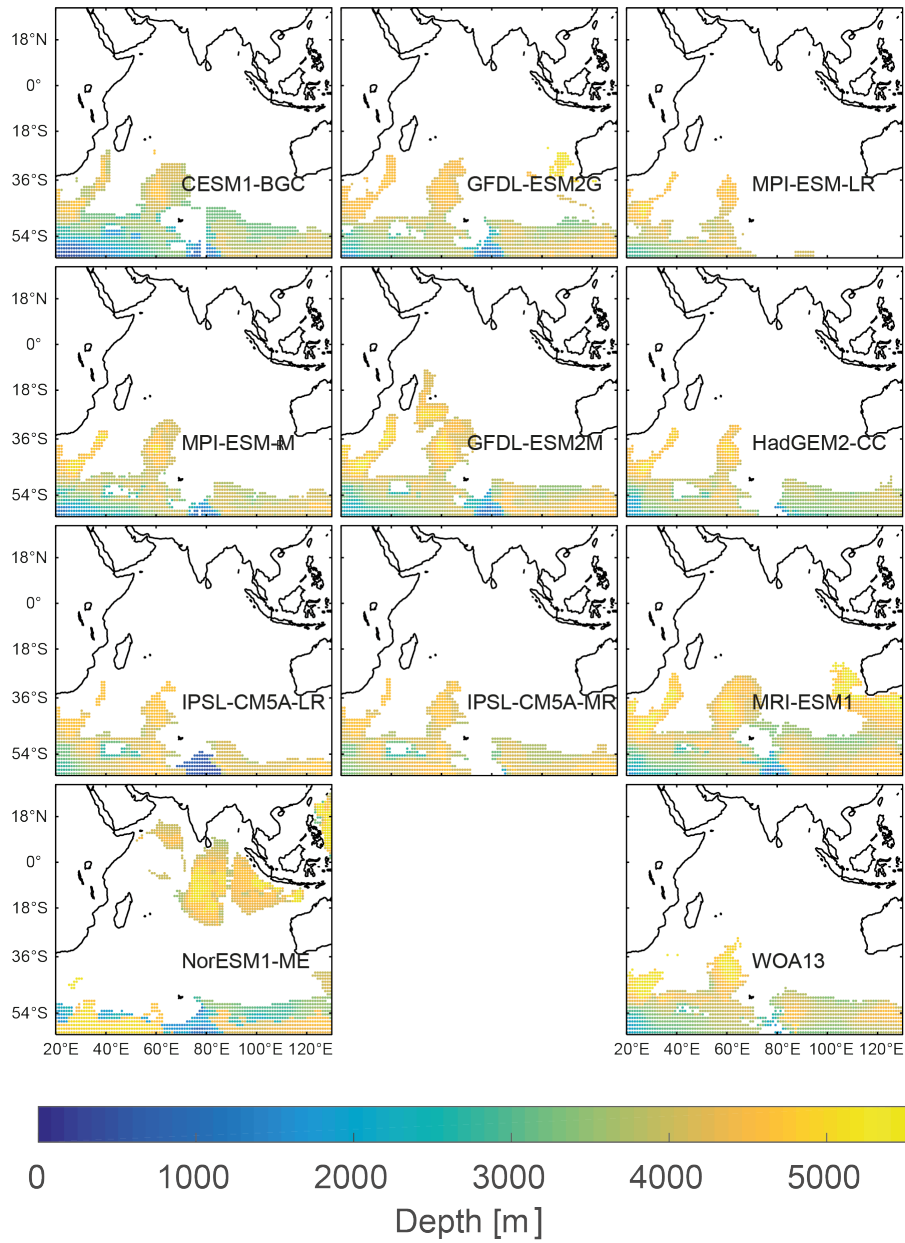 18°N
0°
18°S
36°S
54°S
CESM1-BGC
GFDL-ESM2G
MPI-ESM-LR
18°N
0°
18°S
36°S
54°S
MPI-ESM-M
GFDL-ESM2M
HadGEM2-CC
18°N
0°
18°S
36°S
54°S
IPSL-CM5A-LR
IPSL-CM5A-MR
MRI-ESM1
18°N
0°
18°S
36°S
54°S
NorESM1-ME
WOA13
20°E 40°E 60°E 80°E 100°E 120°E
20°E 40°E 60°E 80°E 100°E 120°E
0 1000 2000 3000 4000 5000
Depth [m]